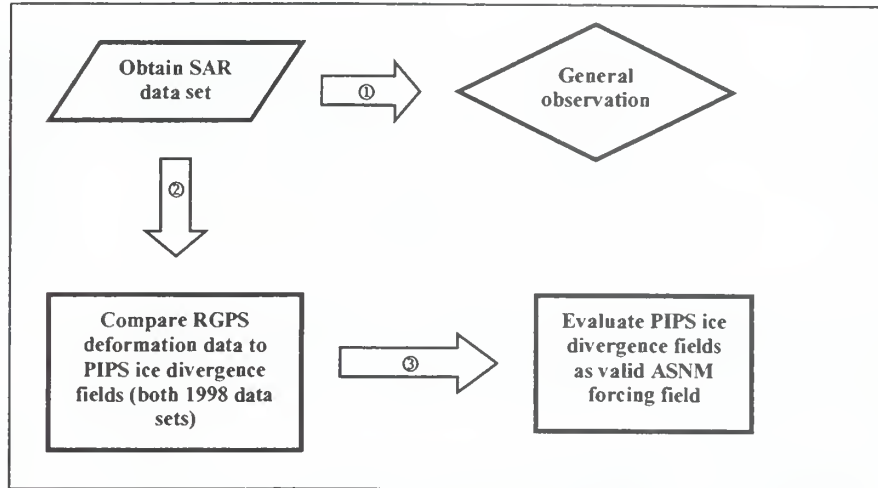 Obtain SAR
data set
①
General
observation
②
Compare RGPS
deformation data to
PIPS ice divergence
fields (both 1998 data
sets)
③
Evaluate PIPS ice
divergence fields
as valid ASNM
forcing field